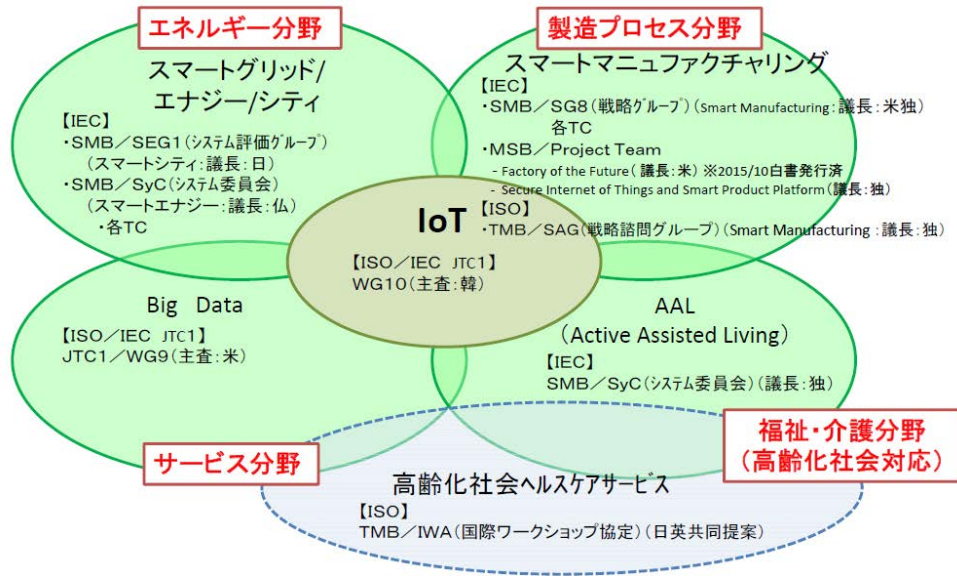 エネルギー分野
スマートグリッド/
エナジー/シティ
【IEC】
・SMB/SEG1(システム評価グループ)
(スマートシティ:議長:日)
・SMB/SyC(システム委員会)
(スマートエナジー:議長:仏)
・各TC
製造プロセス分野
スマートマニュファクチャリング
【IEC】
・SMB/SG8(戦略グループ)(Smart Manufacturing:議長:米独)
各TC
・MSB/Project Team
- Factory of the Future(議長:米)※2015/10白書発行済
- Secure Internet of Things and Smart Product Platform(議長:独)
【ISO】
・TMB/SAG(戦略諮問グループ)(Smart Manufacturing:議長:独)
IoT
【ISO/IEC JTC1】
WG10(主査:韓)
Big Data
【ISO/IEC JTC1】
JTC1/WG9(主査:米)
サービス分野
AAL
(Active Assisted Living)
【IEC】
SMB/SyC(システム委員会)(議長:独)
福祉・介護分野
(高齢化社会対応)
高齢化社会ヘルスケアサービス
【ISO】
TMB/IWA(国際ワークショップ協定)(日英共同提案)